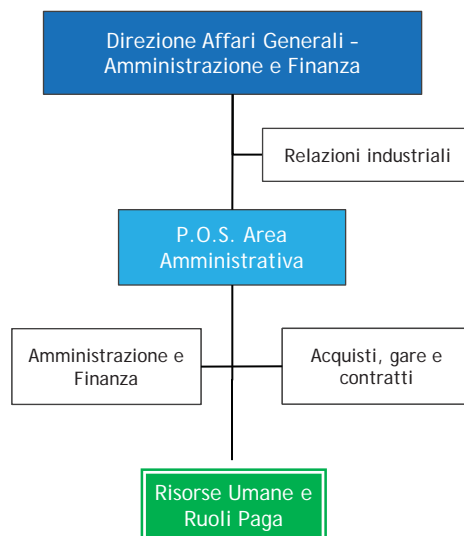 Direzione Affari Generali –
Amministrazione e Finanza
Relazioni industriali
P.O.S. Area
Amministrativa
Amministrazione e
Finanza
Acquisti, gare e
contratti
Risorse Umane e
Ruoli Paga